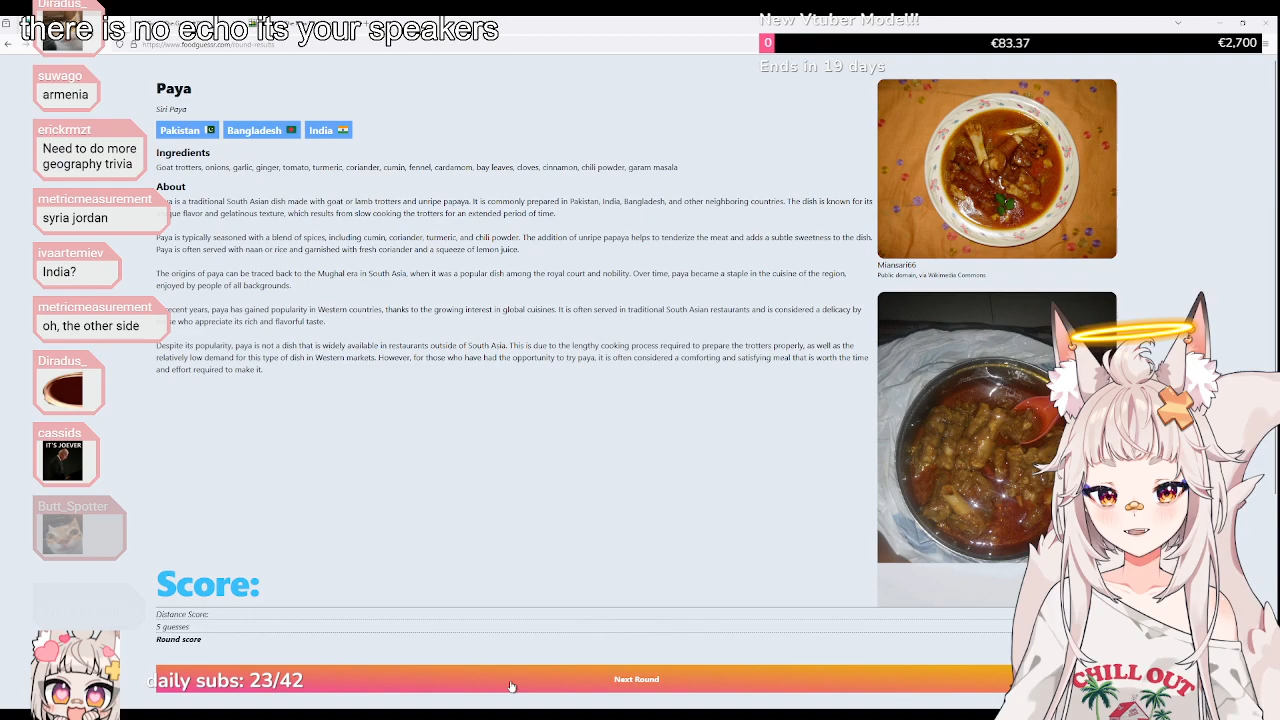 Diradus_
there is no echo its your speakers
https://www.foodguessr.com/round-results
New Vtuber Model!!
0
€83.37
€2,700
Ends in 19 days
suwago
armenia
erickrmzt
Need to do more
geography trivia
metricmeasurement
syria jordan
ivaartemiev
India?
metricmeasurement
oh, the other side
Diradus_
cassids
IT'S JOEVER
Butt_Spotter
Paya
Siri Paya
Pakistan
Bangladesh
India
Ingredients
Goat trotters, onions, garlic, ginger, tomato, turmeric, coriander, cumin, fennel, cardamom, bay leaves, cloves, cinnamon, chili powder, garam masala
About
is a traditional South Asian dish made with goat or lamb trotters and unripe papaya. It is commonly prepared in Pakistan, India, Bangladesh, and other neighboring countries. The dish is known for its
flavor and gelatinous texture, which results from slow cooking the trotters for an extended period of time.
Paya is typically seasoned with a blend of spices, including cumin, coriander, turmeric, and chili powder. The addition of unripe papaya helps to tenderize the meat and adds a subtle sweetness to the dish.
Paya is often served with naan or rice and garnished with fresh coriander and a squeeze of lemon juice.
The origins of paya can be traced back to the Mughal era in South Asia, when it was a popular dish among the royal court and nobility. Over time, paya became a staple in the cuisine of the region,
enjoyed by people of all backgrounds.
recent years, paya has gained popularity in Western countries, thanks to the growing interest in global cuisines. It is often served in traditional South Asian restaurants and is considered a delicacy by
who appreciate its rich and flavorful taste.
Despite its popularity, paya is not a dish that is widely available in restaurants outside of South Asia. This is due to the lengthy cooking process required to prepare the trotters properly, as well as the
relatively low demand for this type of dish in Western markets. However, for those who have had the opportunity to try paya, it is often considered a comforting and satisfying meal that is worth the time
and effort required to make it.
Miansari66
Public domain, via Wikimedia Commons
Score:
Distance Score:
5 guesses
Round score
daily subs: 23/42
Next Round
CHILL OUT